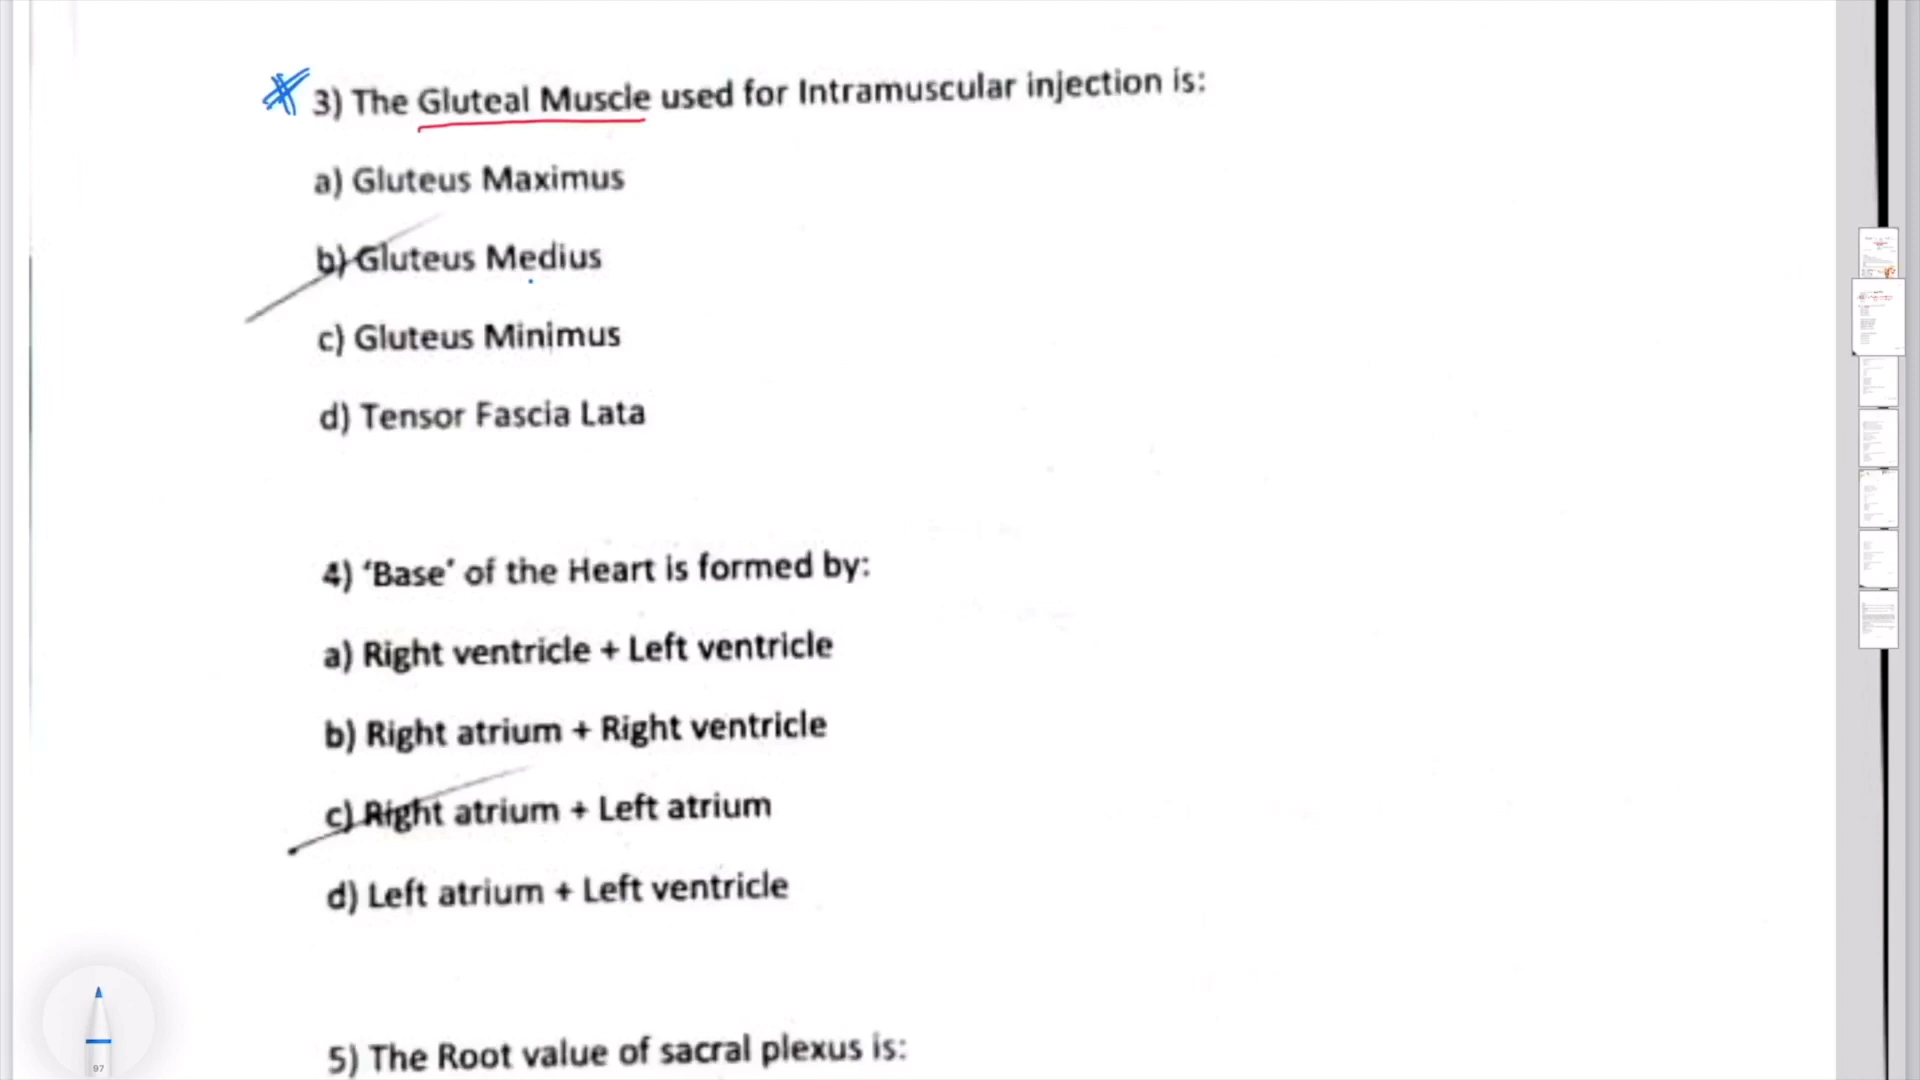 3) The Gluteal Muscle used for Intramuscular injection is:
a) Gluteus Maximus
b) Gluteus Medius
c) Gluteus Minimus
d) Tensor Fascia Lata
4) ‘Base’ of the Heart is formed by:
a) Right ventricle + Left ventricle
b) Right atrium + Right ventricle
c) Right atrium + Left atrium
d) Left atrium + Left ventricle
5) The Root value of sacral plexus is:
97